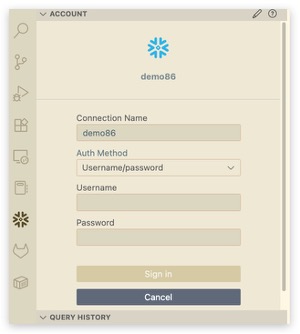 ACCOUNT
demo86
Connection Name
demo86
Auth Method
Username/password
Username
Password
Sign in
Cancel
QUERY HISTORY